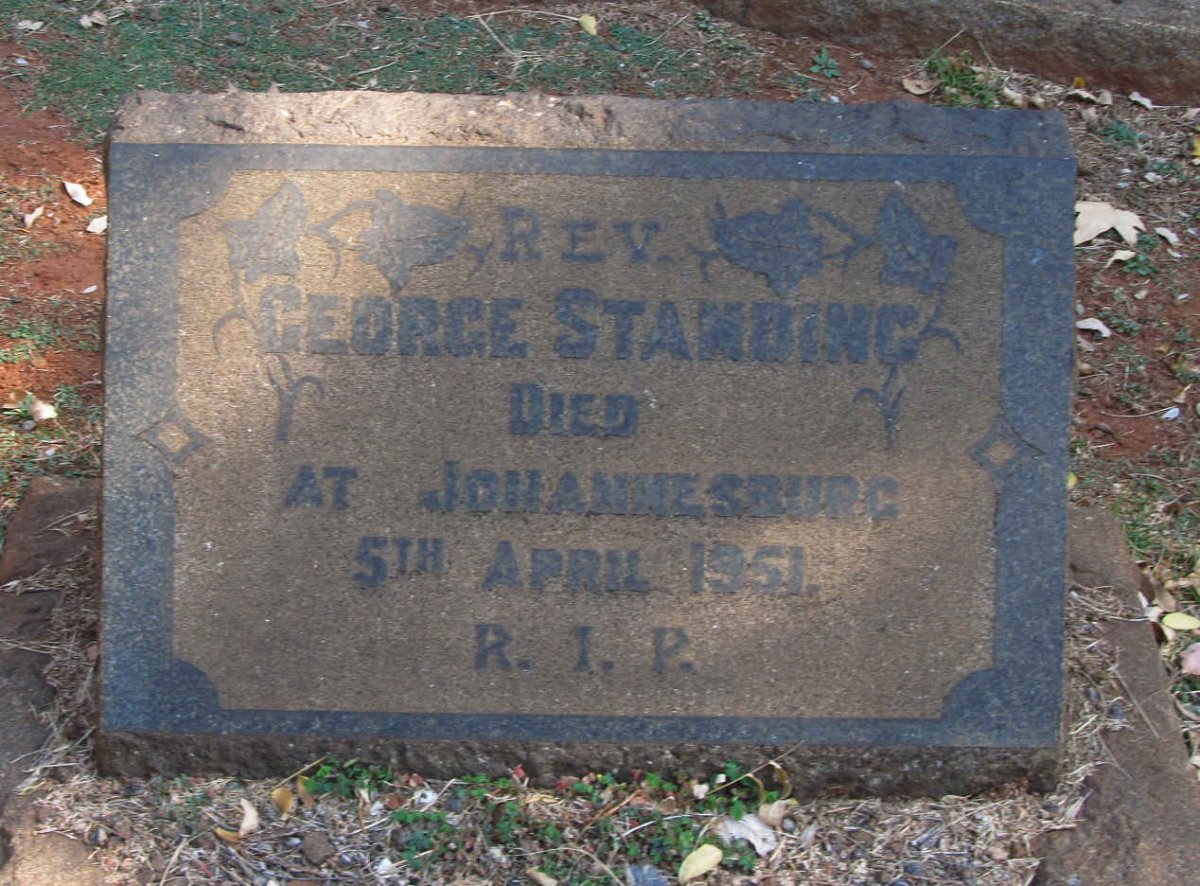 REV.
GEORGE STANDING
DIED
AT JOHANNESBURG
5TH APRIL 1951.
R. I. P.